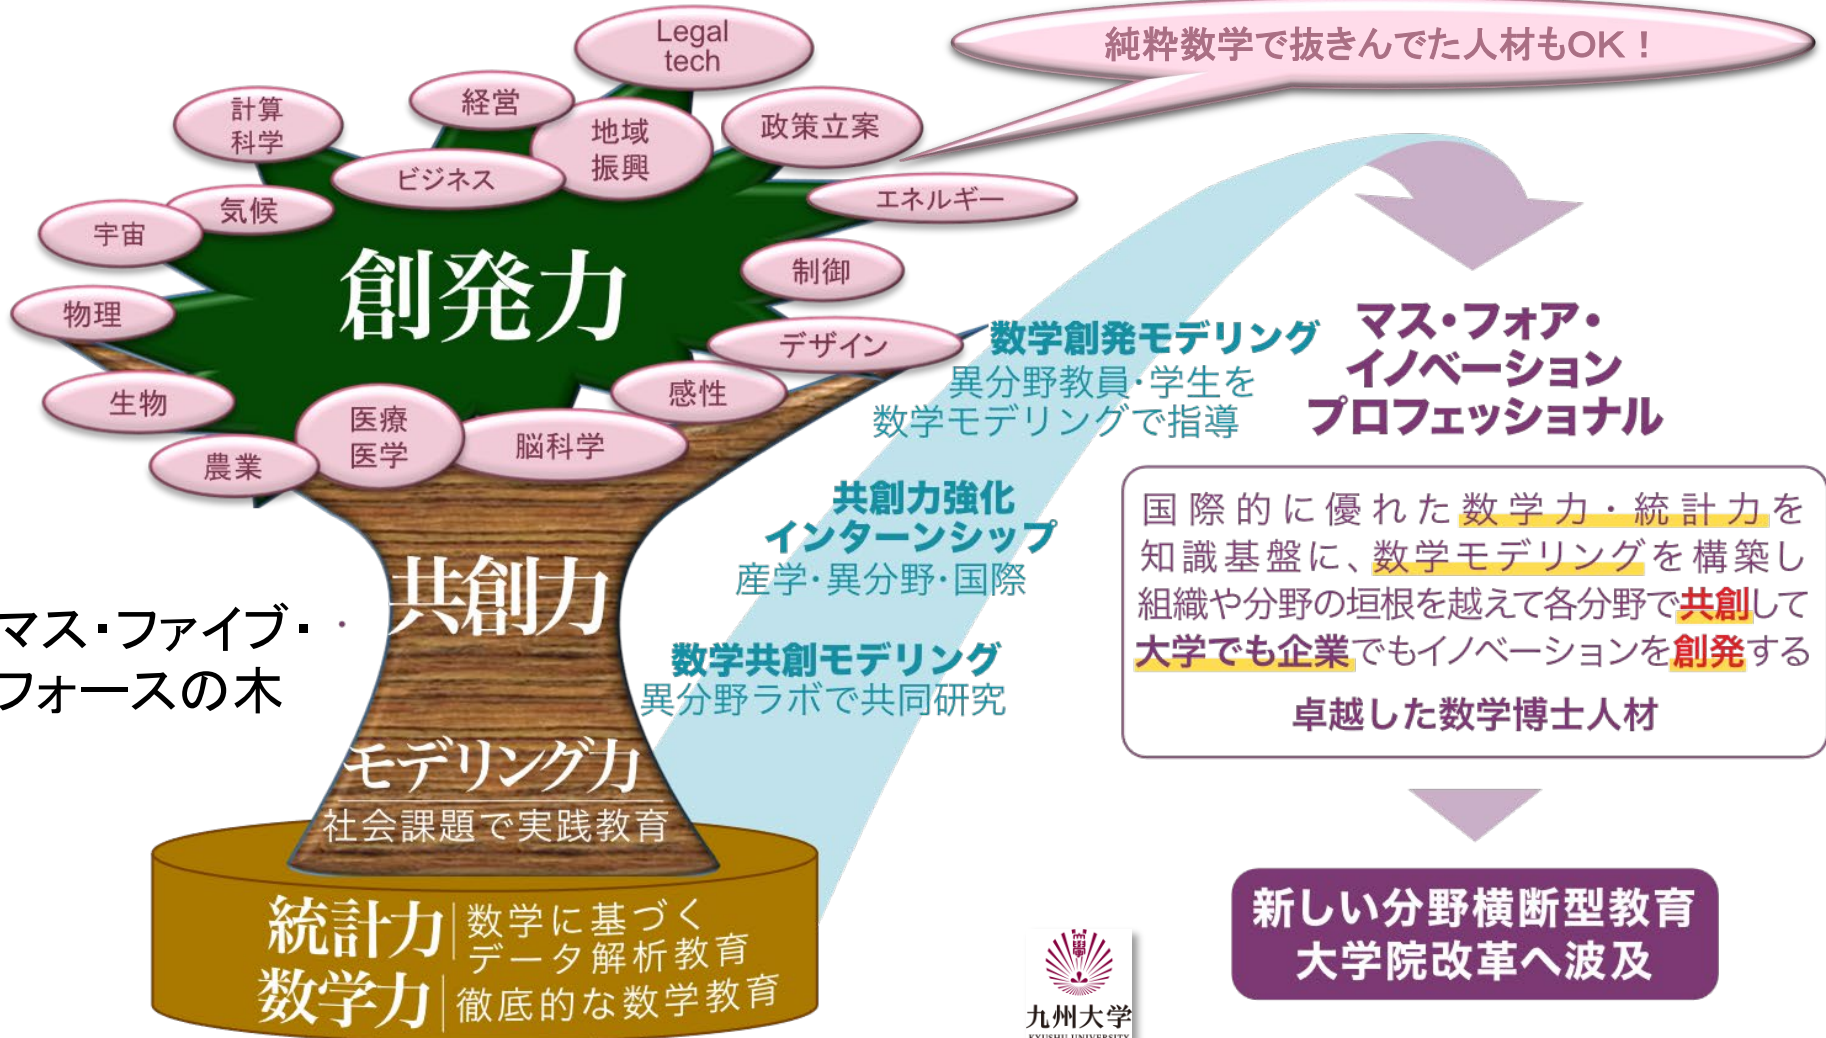 Legal
tech
純粋数学で抜きんでた人材もOK！
計算
科学
経営
地域
振興
政策立案
ビジネス
エネルギー
気候
宇宙
創発力
制御
物理
デザイン
生物
感性
医療
医学
脳科学
農業
共創力
マス・ファイブ・
フォースの木
モデリング力
社会課題で実践教育
統計力 数学に基づく
データ解析教育
数学力 徹底的な数学教育
数学創発モデリング
異分野教員・学生を
数学モデリングで指導
共創力強化
インターンシップ
産学・異分野・国際
数学共創モデリング
異分野ラボで共同研究
マス・フォア・
イノベーション
プロフェッショナル
国際的に優れた数学力・統計力を
知識基盤に、数学モデリングを構築し
組織や分野の垣根を越えて各分野で共創して
大学でも企業でもイノベーションを創発する
卓越した数学博士人材
新しい分野横断型教育
大学院改革へ波及
九州大学
KYUSHU UNIVERSITY